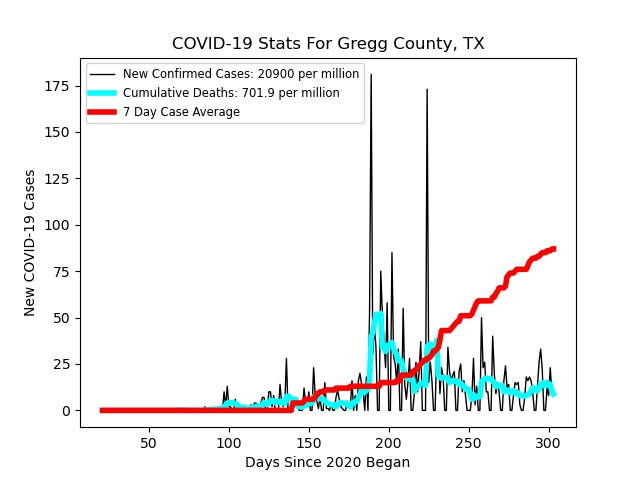 COVID-19 Stats For Gregg County, TX
New Confirmed Cases: 20900 per million
Cumulative Deaths: 701.9 per million
7 Day Case Average
New COVID-19 Cases
175
150
125
100
75
50
25
0
50 100 150 200 250 300
Days Since 2020 Began